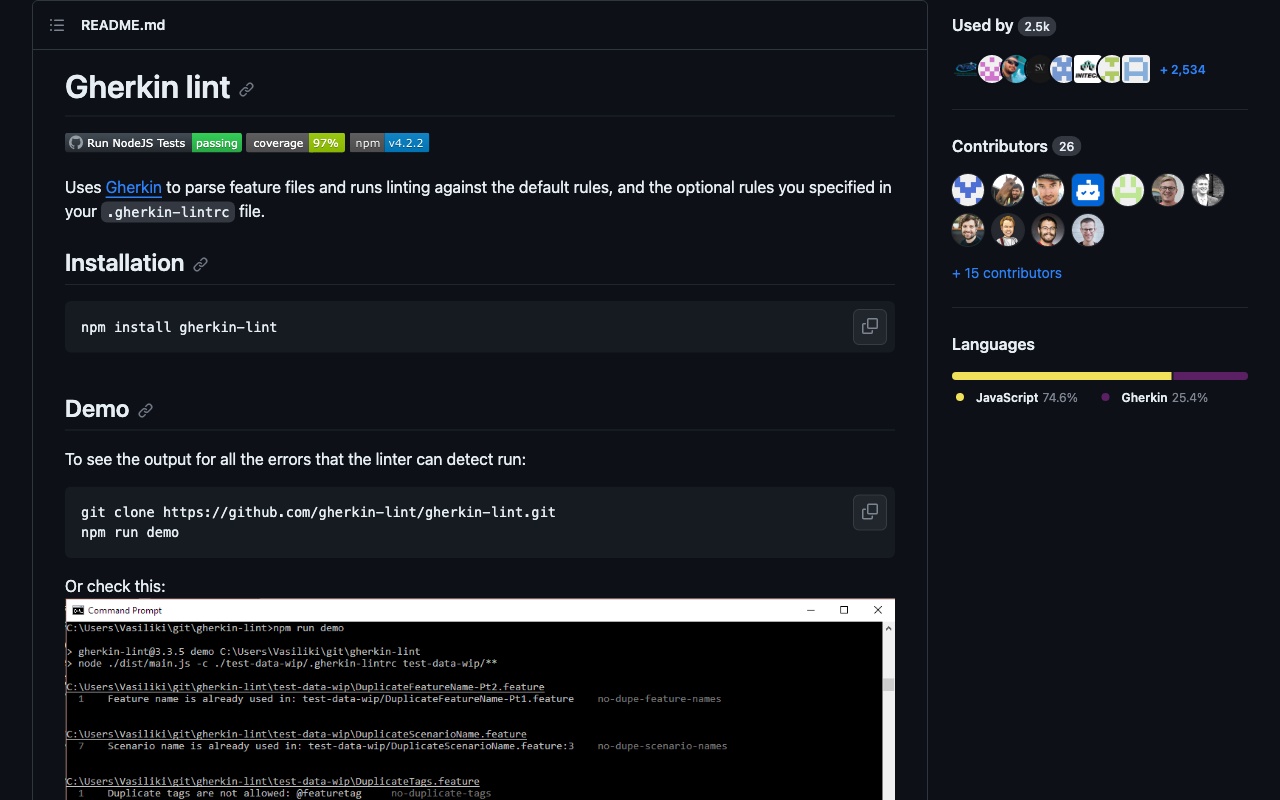 README.md
Gherkin lint
Run NodeJS Tests passing coverage 97% npm v4.2.2
Uses Gherkin to parse feature files and runs linting against the default rules, and the optional rules you specified in
your .gherkin-lintrc file.
Installation
npm install gherkin-lint
Demo
To see the output for all the errors that the linter can detect run:
git clone https://github.com/gherkin-lint/gherkin-lint.git
npm run demo
Or check this:
Command Prompt
C:\Users\Vasiliki\git\gherkin-lint>npm run demo
> gherkin-lint@3.3.5 demo C:\Users\Vasiliki\git\gherkin-lint
> node ./dist/main.js -c ./test-data-wip/.gherkin-lintrc test-data-wip/**
C:\Users\Vasiliki\git\gherkin-lint\test-data-wip\DuplicateFeatureName-Pt2.feature
1 Feature name is already used in: test-data-wip/DuplicateFeatureName-Pt1.feature no-dupe-feature-names
C:\Users\Vasiliki\git\gherkin-lint\test-data-wip\DuplicateScenarioName.feature
7 Scenario name is already used in: test-data-wip/DuplicateScenarioName.feature:3 no-dupe-scenario-names
C:\Users\Vasiliki\git\gherkin-lint\test-data-wip\DuplicateTags.feature
1 Duplicate tags are not allowed: @featuretag no-duplicate-tags
Used by 2.5k
SV
INITECH
+ 2,534
Contributors 26
+ 15 contributors
Languages
JavaScript 74.6% Gherkin 25.4%